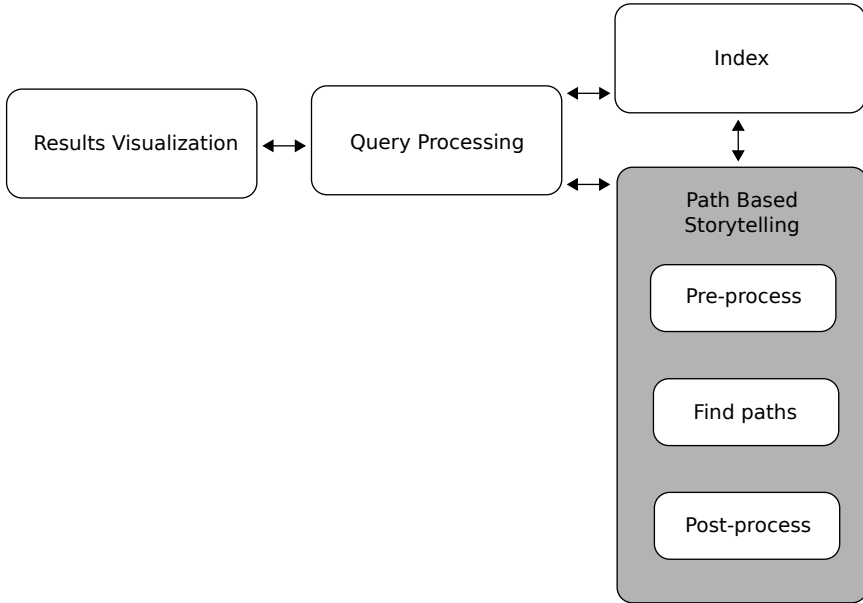 Index
Results Visualization
Query Processing
Path Based
Storytelling
Pre-process
Find paths
Post-process